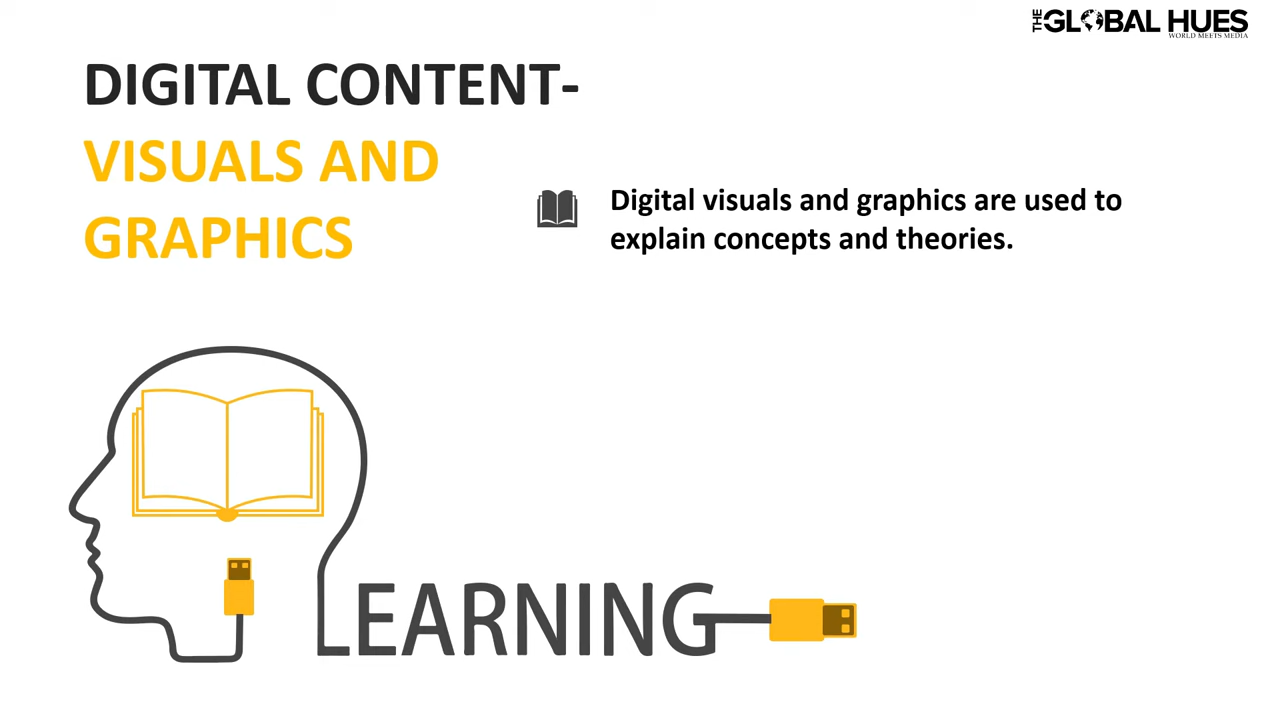 THE GLOBAL HUES
WORLD MEETS MEDIA
DIGITAL CONTENT-
VISUALS AND
GRAPHICS
Digital visuals and graphics are used to
explain concepts and theories.
LEARNING